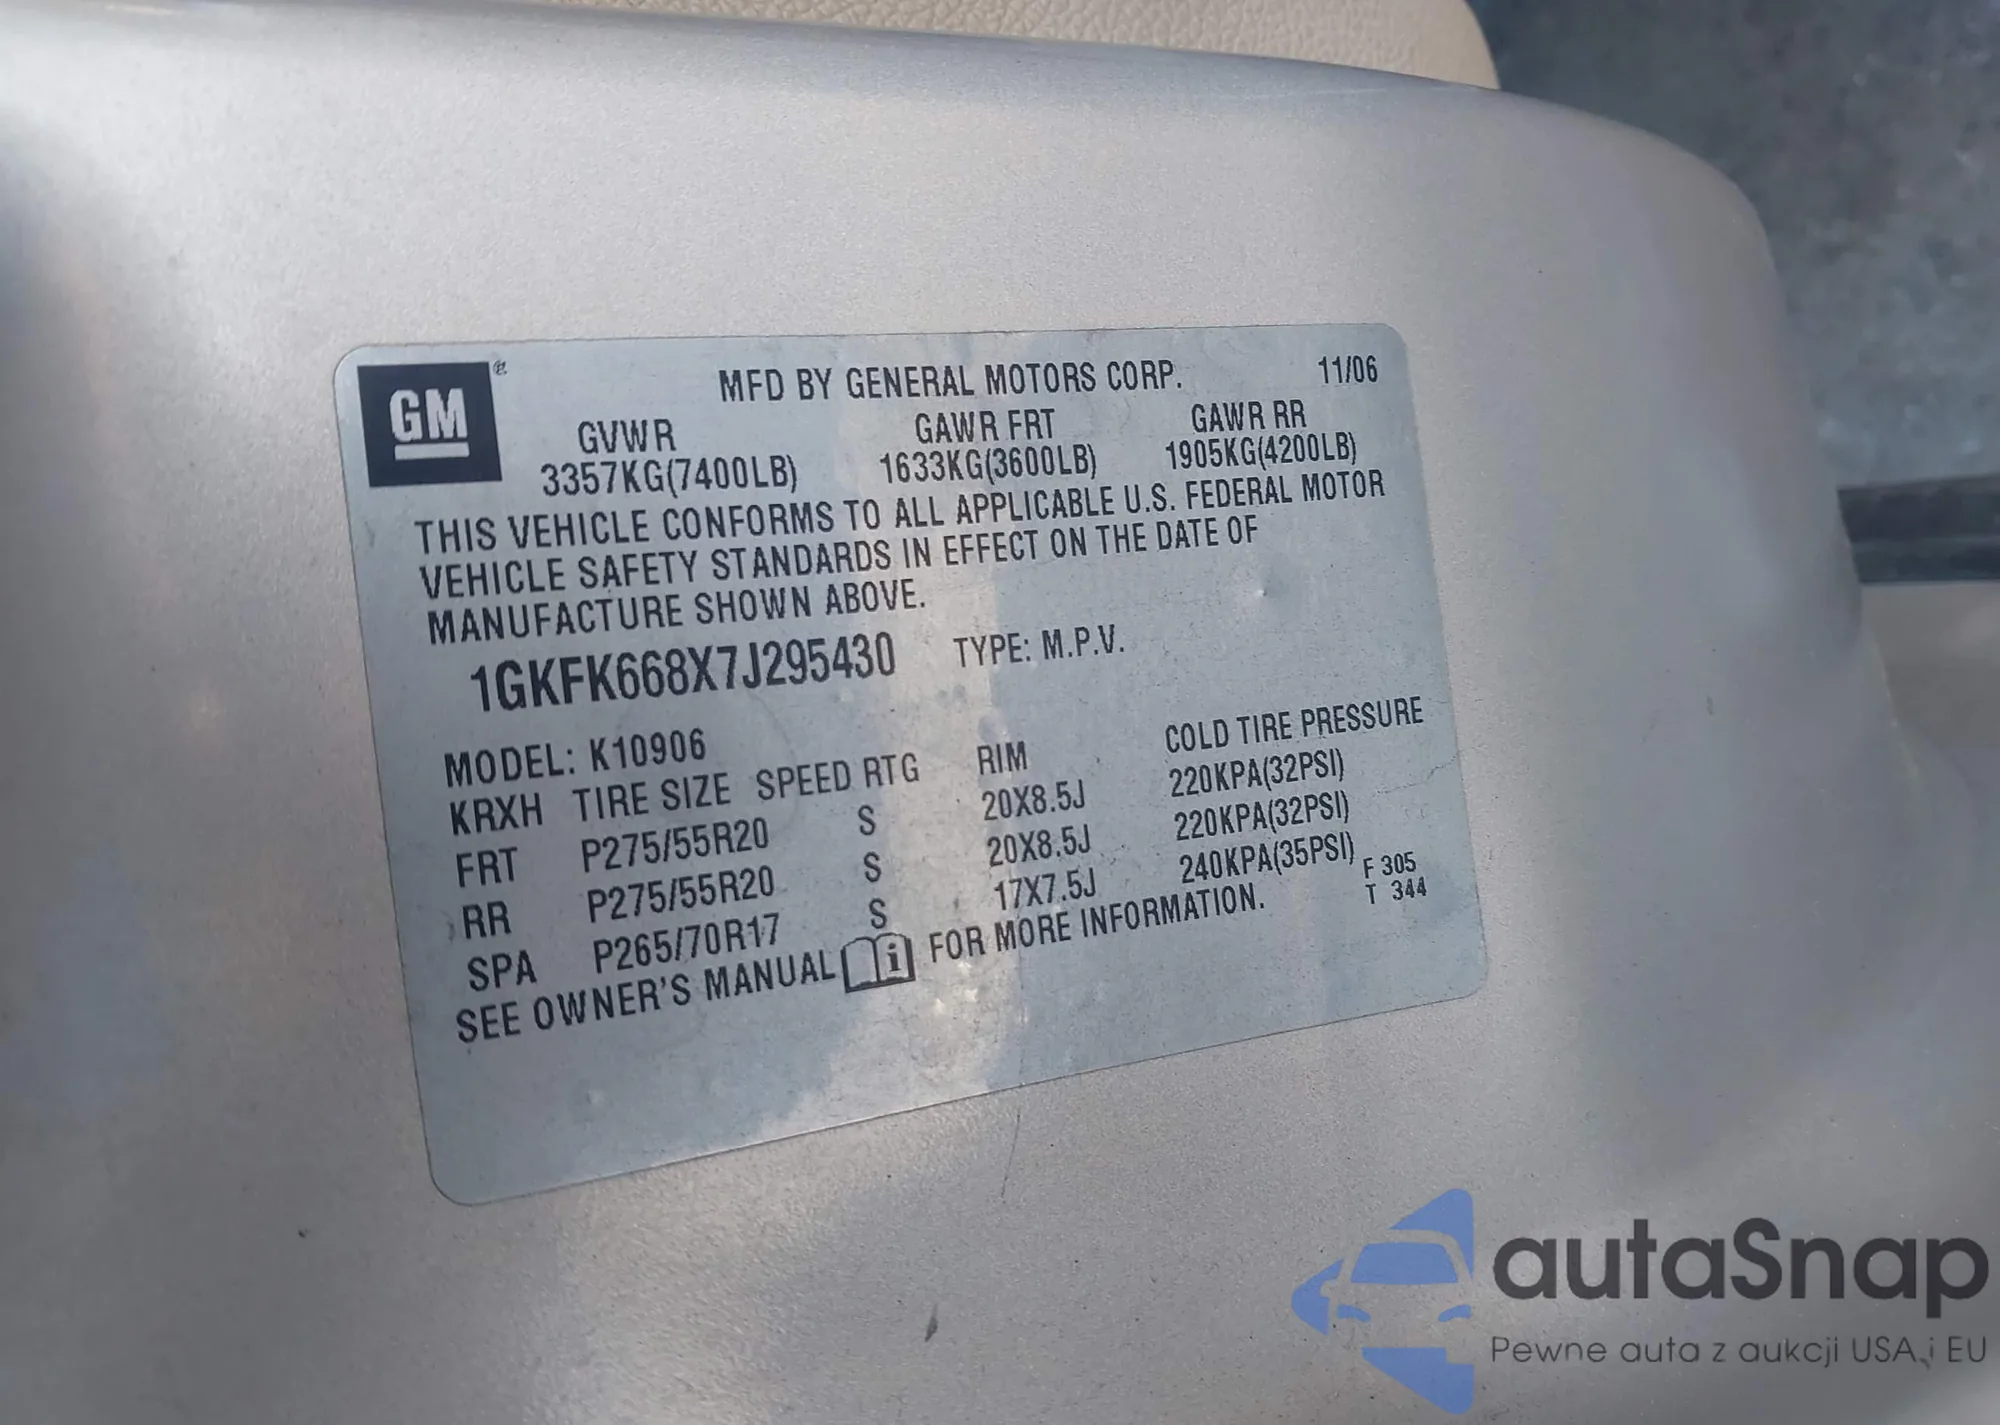 GM
MFD BY GENERAL MOTORS CORP. 11/06
GVWR GAWR FRT GAWR RR
3357KG(7400LB) 1633KG(3600LB) 1905KG(4200LB)
THIS VEHICLE CONFORMS TO ALL APPLICABLE U.S. FEDERAL MOTOR
VEHICLE SAFETY STANDARDS IN EFFECT ON THE DATE OF
MANUFACTURE SHOWN ABOVE.
1GKFK668X7J295430 TYPE: M.P.V.
MODEL: K10906
KRXH TIRE SIZE SPEED RTG RIM COLD TIRE PRESSURE
FRT P275/55R20 S 20X8.5J 220KPA(32PSI)
RR P275/55R20 S 20X8.5J 220KPA(32PSI)
SPA P265/70R17 S 17X7.5J 240KPA(35PSI)
SEE OWNER'S MANUAL FOR MORE INFORMATION.
F 305
T 344
autaSnap
Pewne auta z aukcji USA i EU